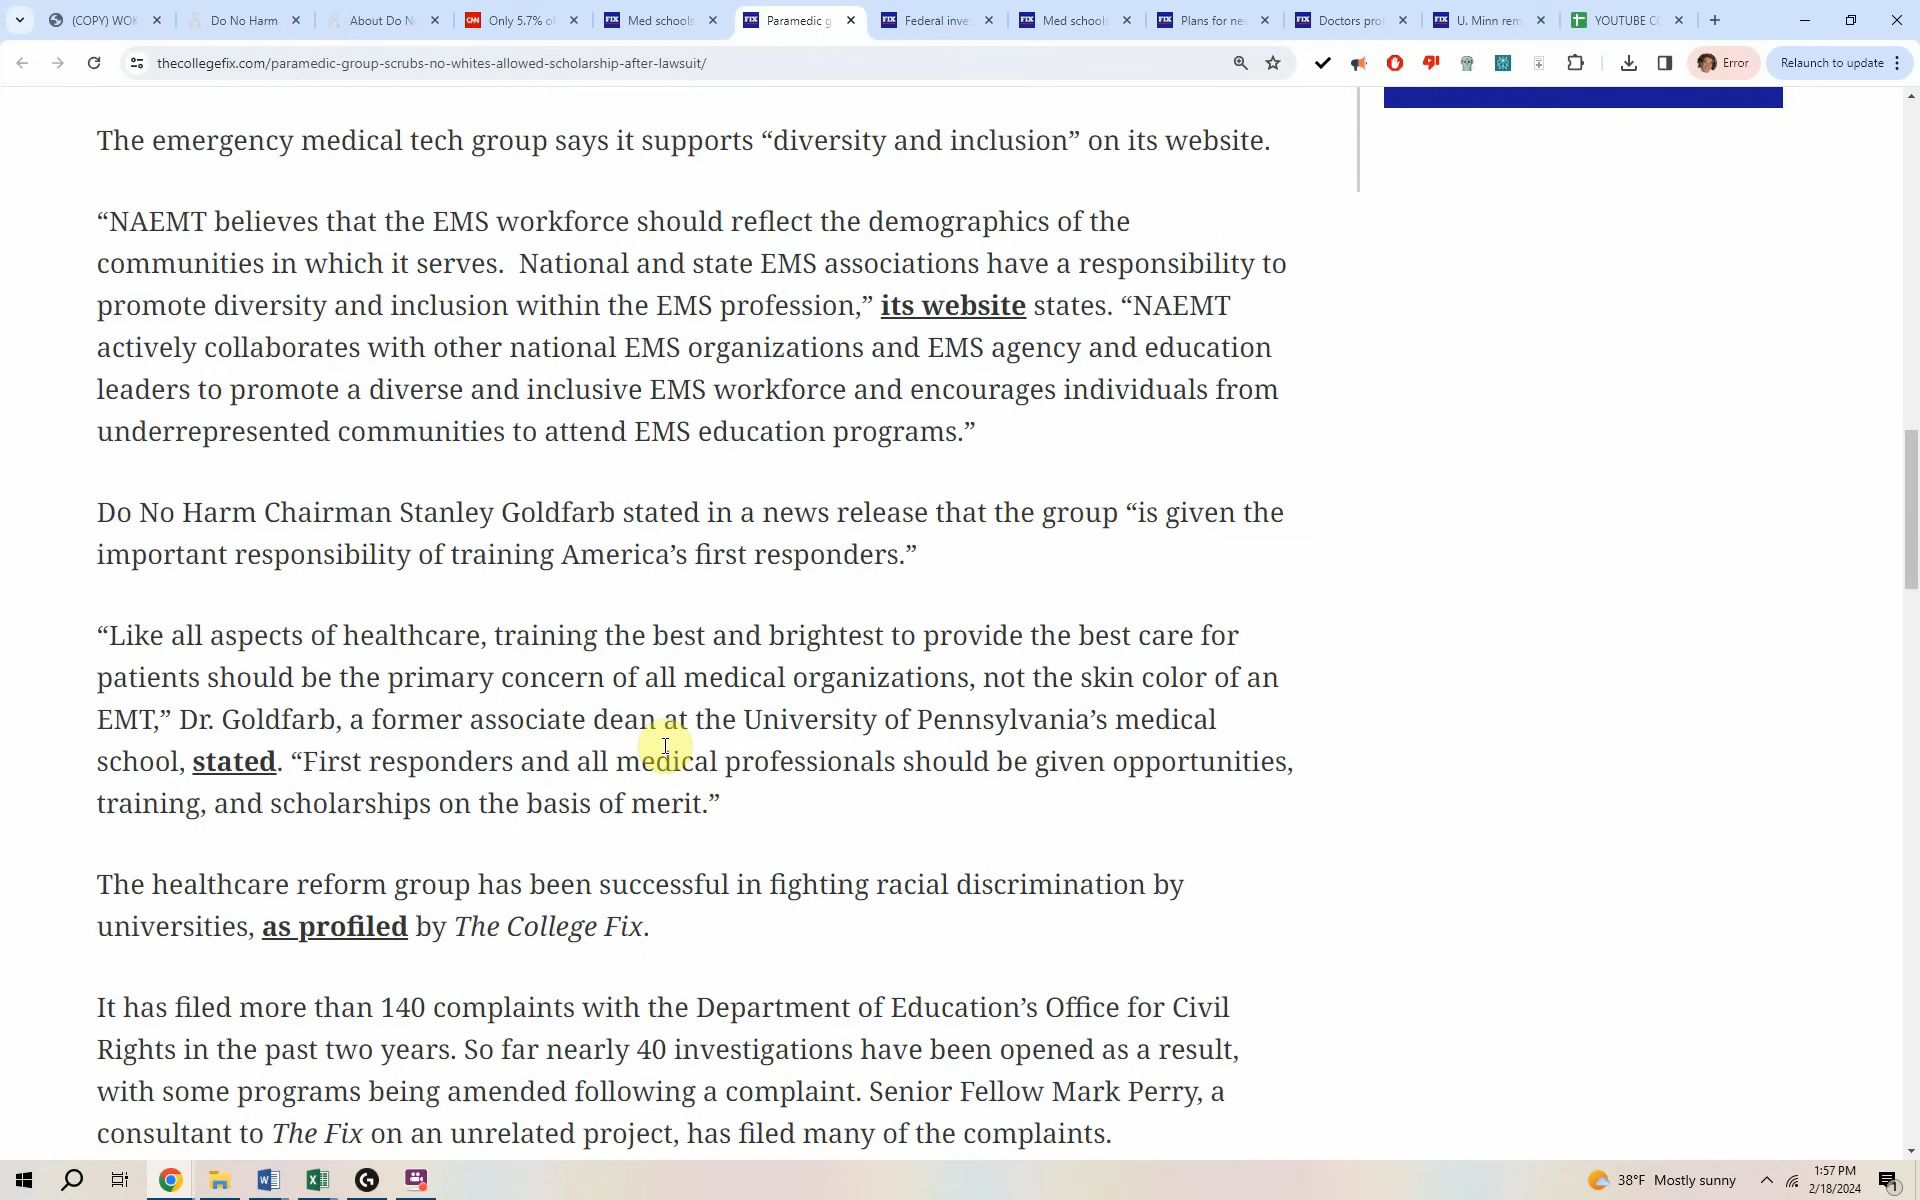 (COPY) WOK
Do No Harm
About Do N
Only 5.7% of
Med schools
Paramedic g
Federal inve
Med schools
Plans for ne
Doctors pro
U. Minn rem
YOUTUBE C
thecollegefix.com/paramedic-group-scrubs-no-whites-allowed-scholarship-after-lawsuit/
Error
Relaunch to update
The emergency medical tech group says it supports “diversity and inclusion” on its website.
“NAEMT believes that the EMS workforce should reflect the demographics of the
communities in which it serves.  National and state EMS associations have a responsibility to
promote diversity and inclusion within the EMS profession,” its website states. “NAEMT
actively collaborates with other national EMS organizations and EMS agency and education
leaders to promote a diverse and inclusive EMS workforce and encourages individuals from
underrepresented communities to attend EMS education programs.”
Do No Harm Chairman Stanley Goldfarb stated in a news release that the group “is given the
important responsibility of training America’s first responders.”
“Like all aspects of healthcare, training the best and brightest to provide the best care for
patients should be the primary concern of all medical organizations, not the skin color of an
EMT,” Dr. Goldfarb, a former associate dean at the University of Pennsylvania’s medical
school, stated. “First responders and all medical professionals should be given opportunities,
training, and scholarships on the basis of merit.”
The healthcare reform group has been successful in fighting racial discrimination by
universities, as profiled by The College Fix.
It has filed more than 140 complaints with the Department of Education’s Office for Civil
Rights in the past two years. So far nearly 40 investigations have been opened as a result,
with some programs being amended following a complaint. Senior Fellow Mark Perry, a
consultant to The Fix on an unrelated project, has filed many of the complaints.
38°F Mostly sunny
1:57 PM
2/18/2024